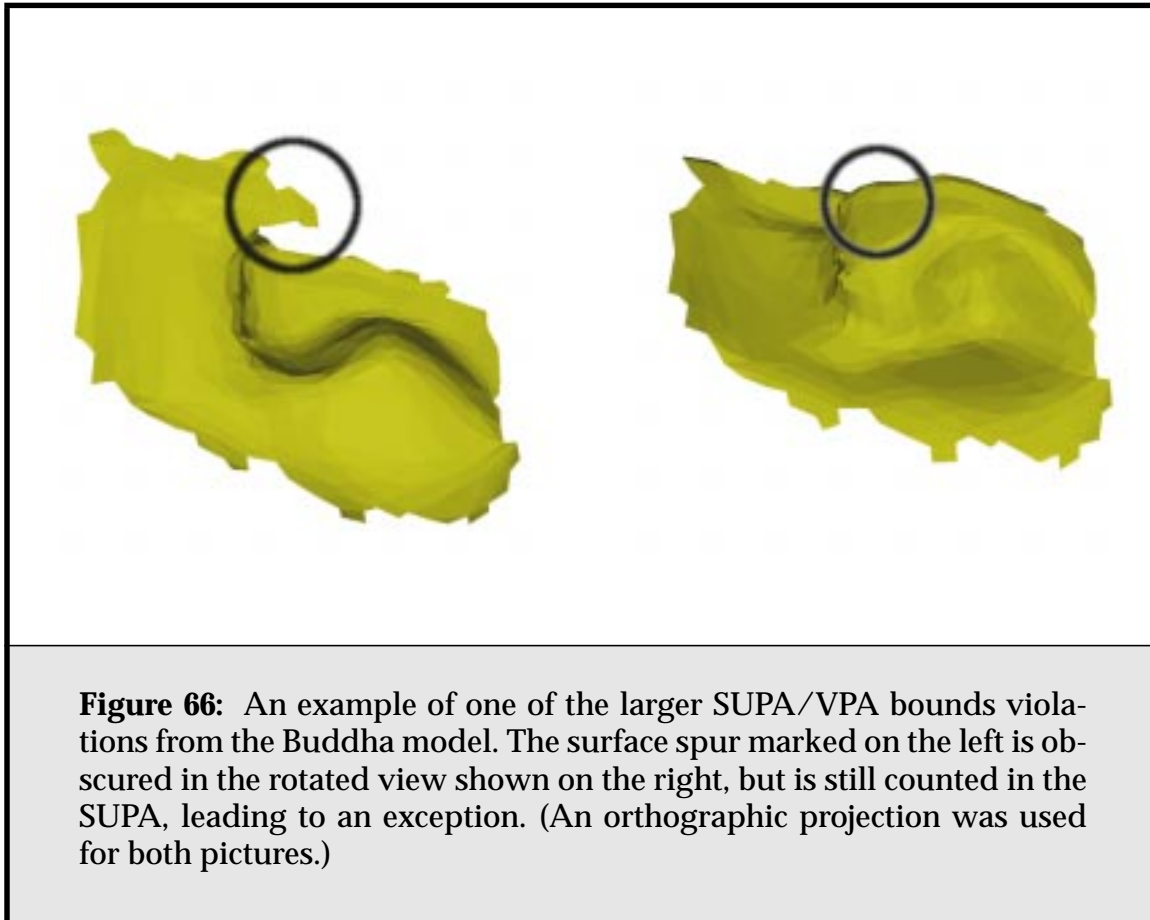 Figure 66: An example of one of the larger SUPA/VPA bounds viola-
tions from the Buddha model. The surface spur marked on the left is ob-
scured in the rotated view shown on the right, but is still counted in the
SUPA, leading to an exception. (An orthographic projection was used
for both pictures.)